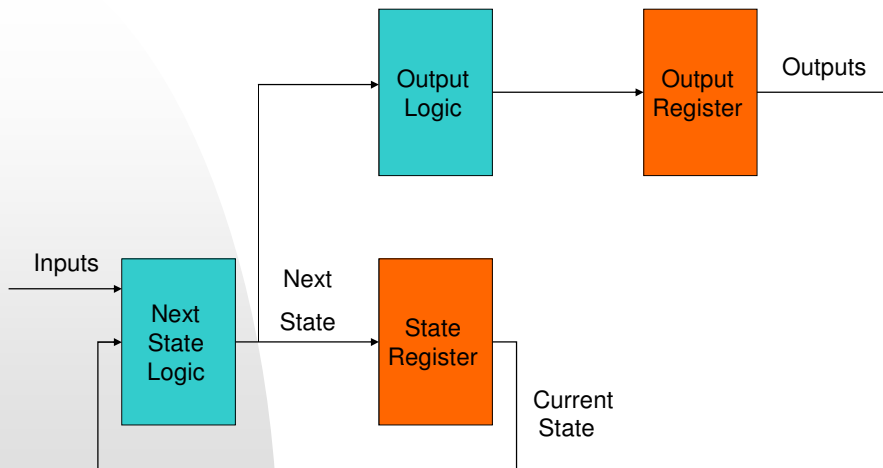 Output
Logic
Output
Register
Outputs
Inputs
Next
State
Logic
Next
State
State
Register
Current
State